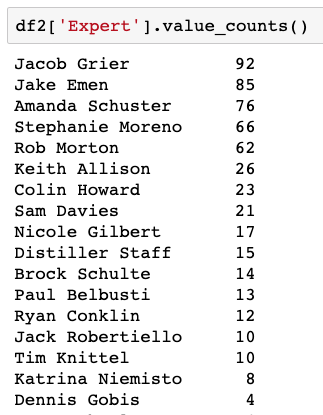 df2['Expert'].value_counts()
Jacob Grier 92
Jake Emen 85
Amanda Schuster 76
Stephanie Moreno 66
Rob Morton 62
Keith Allison 26
Colin Howard 23
Sam Davies 21
Nicole Gilbert 17
Distiller Staff 15
Brock Schulte 14
Paul Belbusti 13
Ryan Conklin 12
Jack Robertiello 10
Tim Knittel 10
Katrina Niemisto 8
Dennis Gobis 4